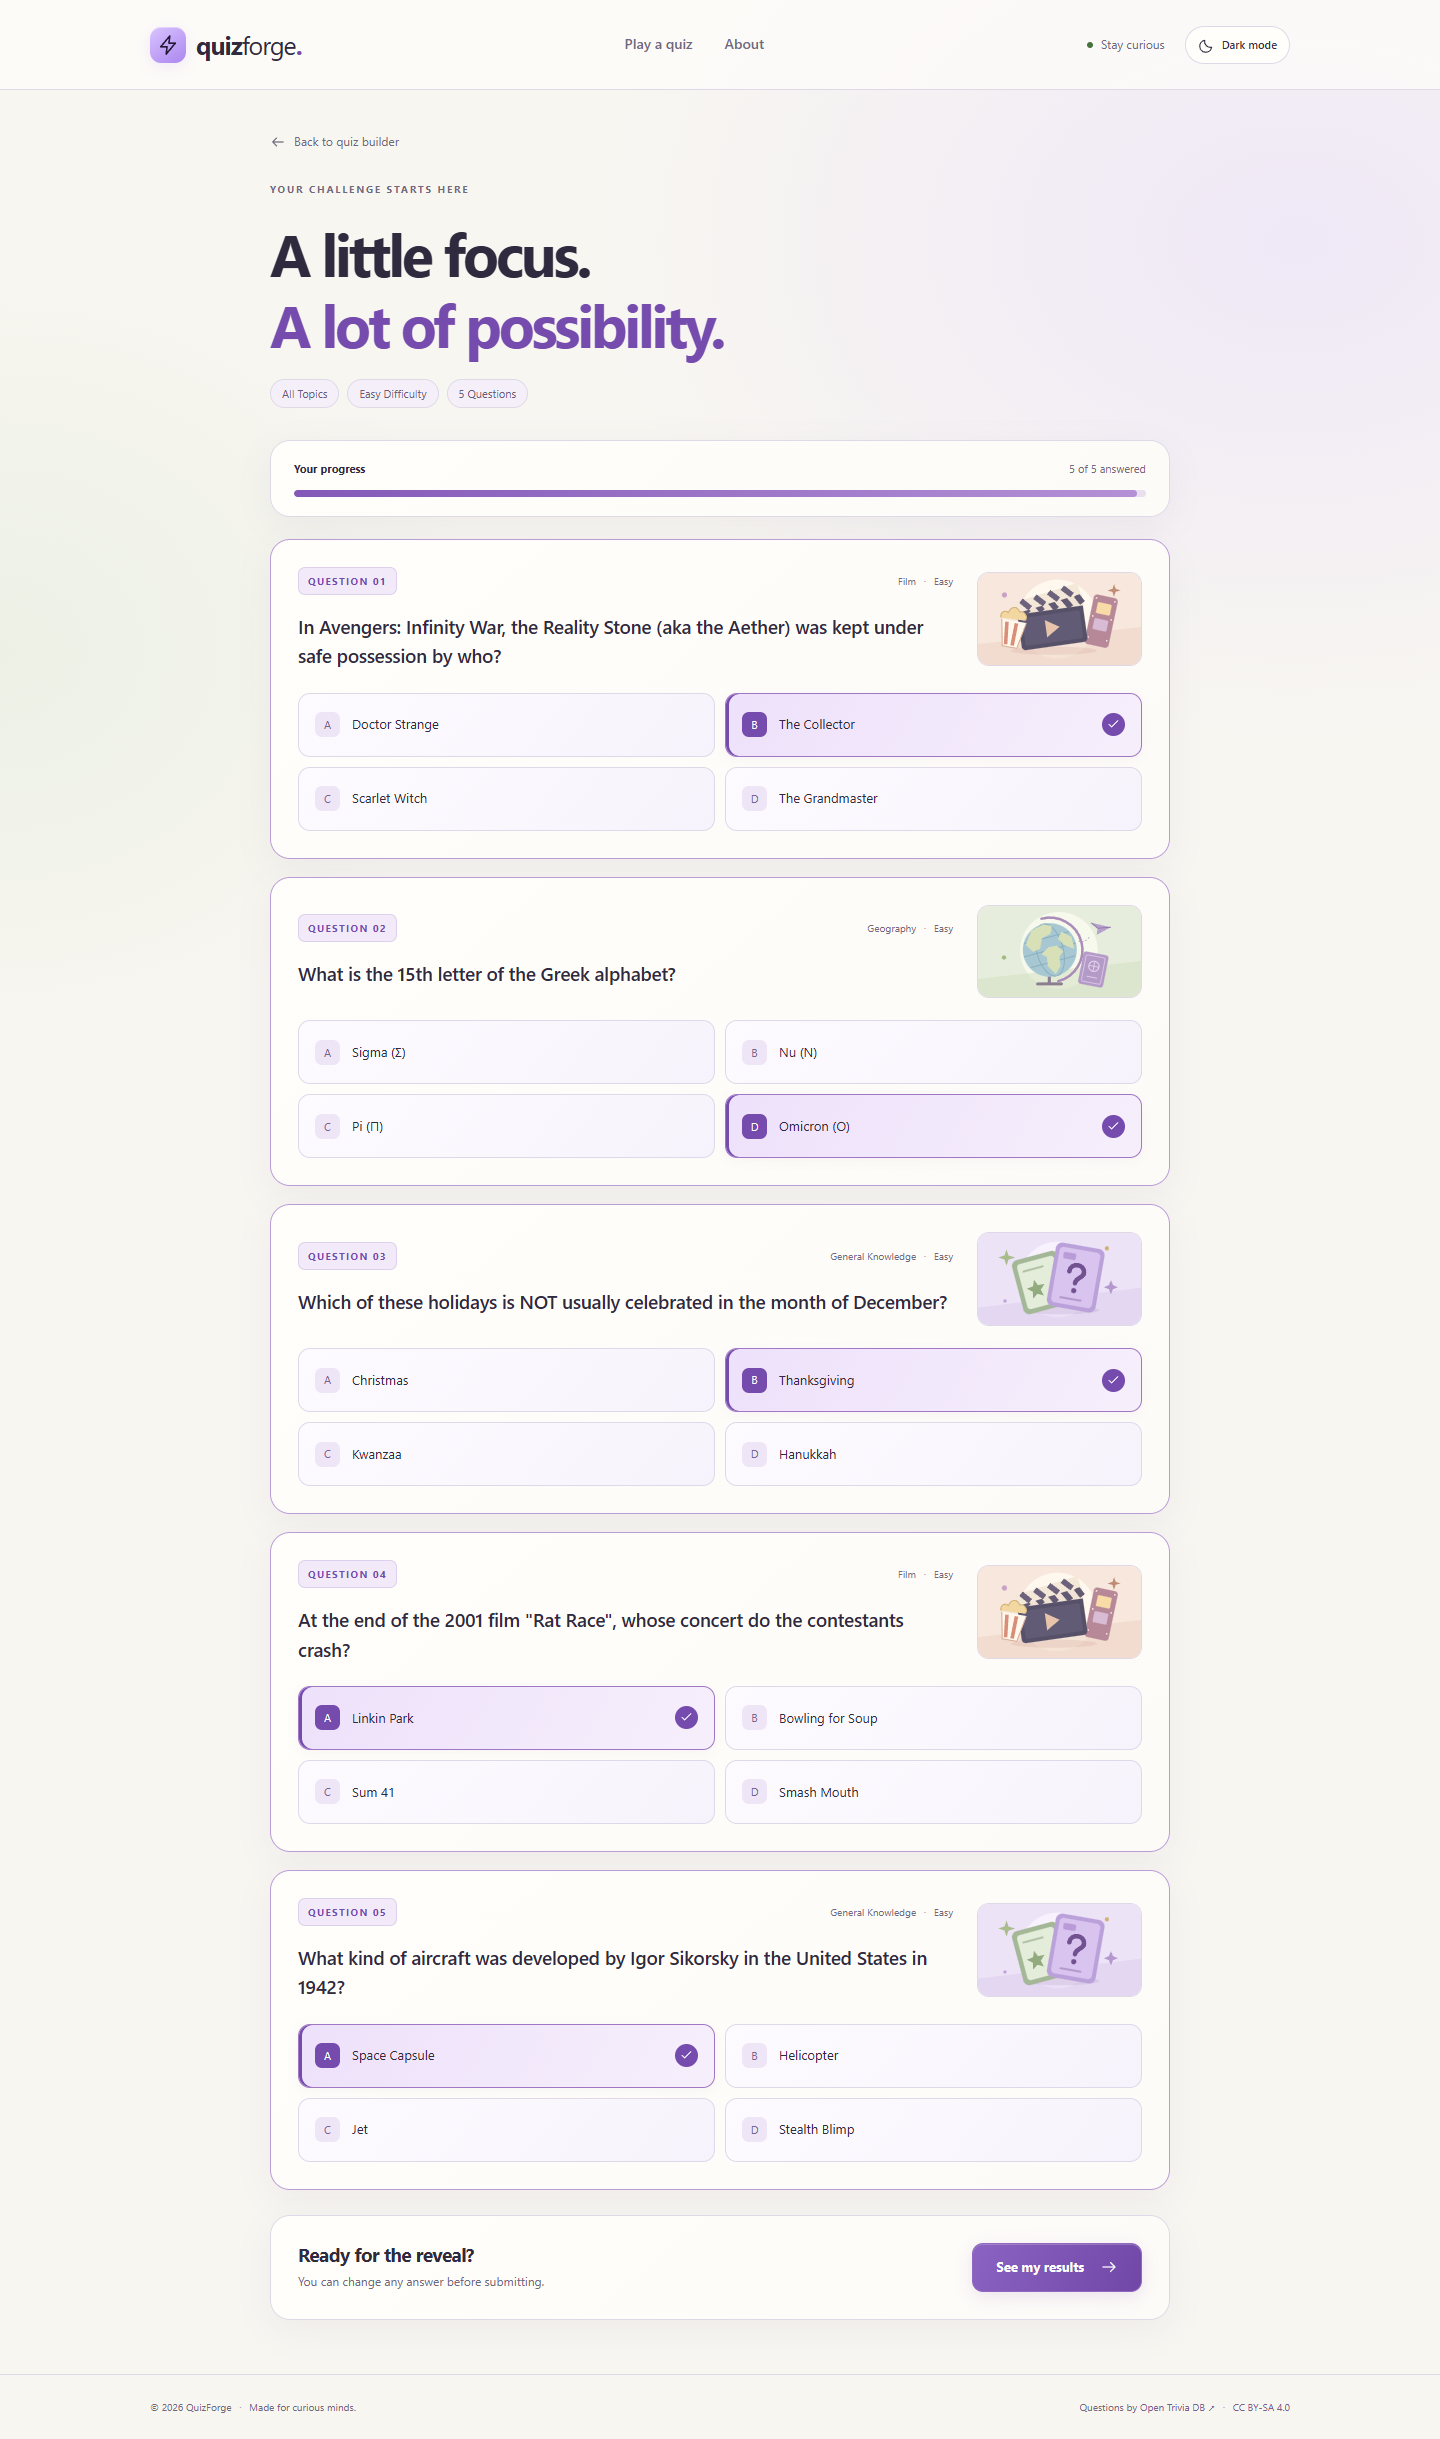 quizforge.
Play a quiz
About
Stay curious
Dark mode
Back to quiz builder
YOUR CHALLENGE STARTS HERE
A little focus.
A lot of possibility.
All Topics
Easy Difficulty
5 Questions
Your progress
5 of 5 answered
QUESTION 01
Film · Easy
In Avengers: Infinity War, the Reality Stone (aka the Aether) was kept under
safe possession by who?
A Doctor Strange
B The Collector
C Scarlet Witch
D The Grandmaster
QUESTION 02
Geography · Easy
What is the 15th letter of the Greek alphabet?
A Sigma (Σ)
B Nu (N)
C Pi (Π)
D Omicron (O)
QUESTION 03
General Knowledge · Easy
?
Which of these holidays is NOT usually celebrated in the month of December?
A Christmas
B Thanksgiving
C Kwanzaa
D Hanukkah
QUESTION 04
Film · Easy
At the end of the 2001 film "Rat Race", whose concert do the contestants
crash?
A Linkin Park
B Bowling for Soup
C Sum 41
D Smash Mouth
QUESTION 05
General Knowledge · Easy
?
What kind of aircraft was developed by Igor Sikorsky in the United States in
1942?
A Space Capsule
B Helicopter
C Jet
D Stealth Blimp
Ready for the reveal?
You can change any answer before submitting.
See my results →
© 2026 QuizForge · Made for curious minds.
Questions by Open Trivia DB ↗ · CC BY-SA 4.0